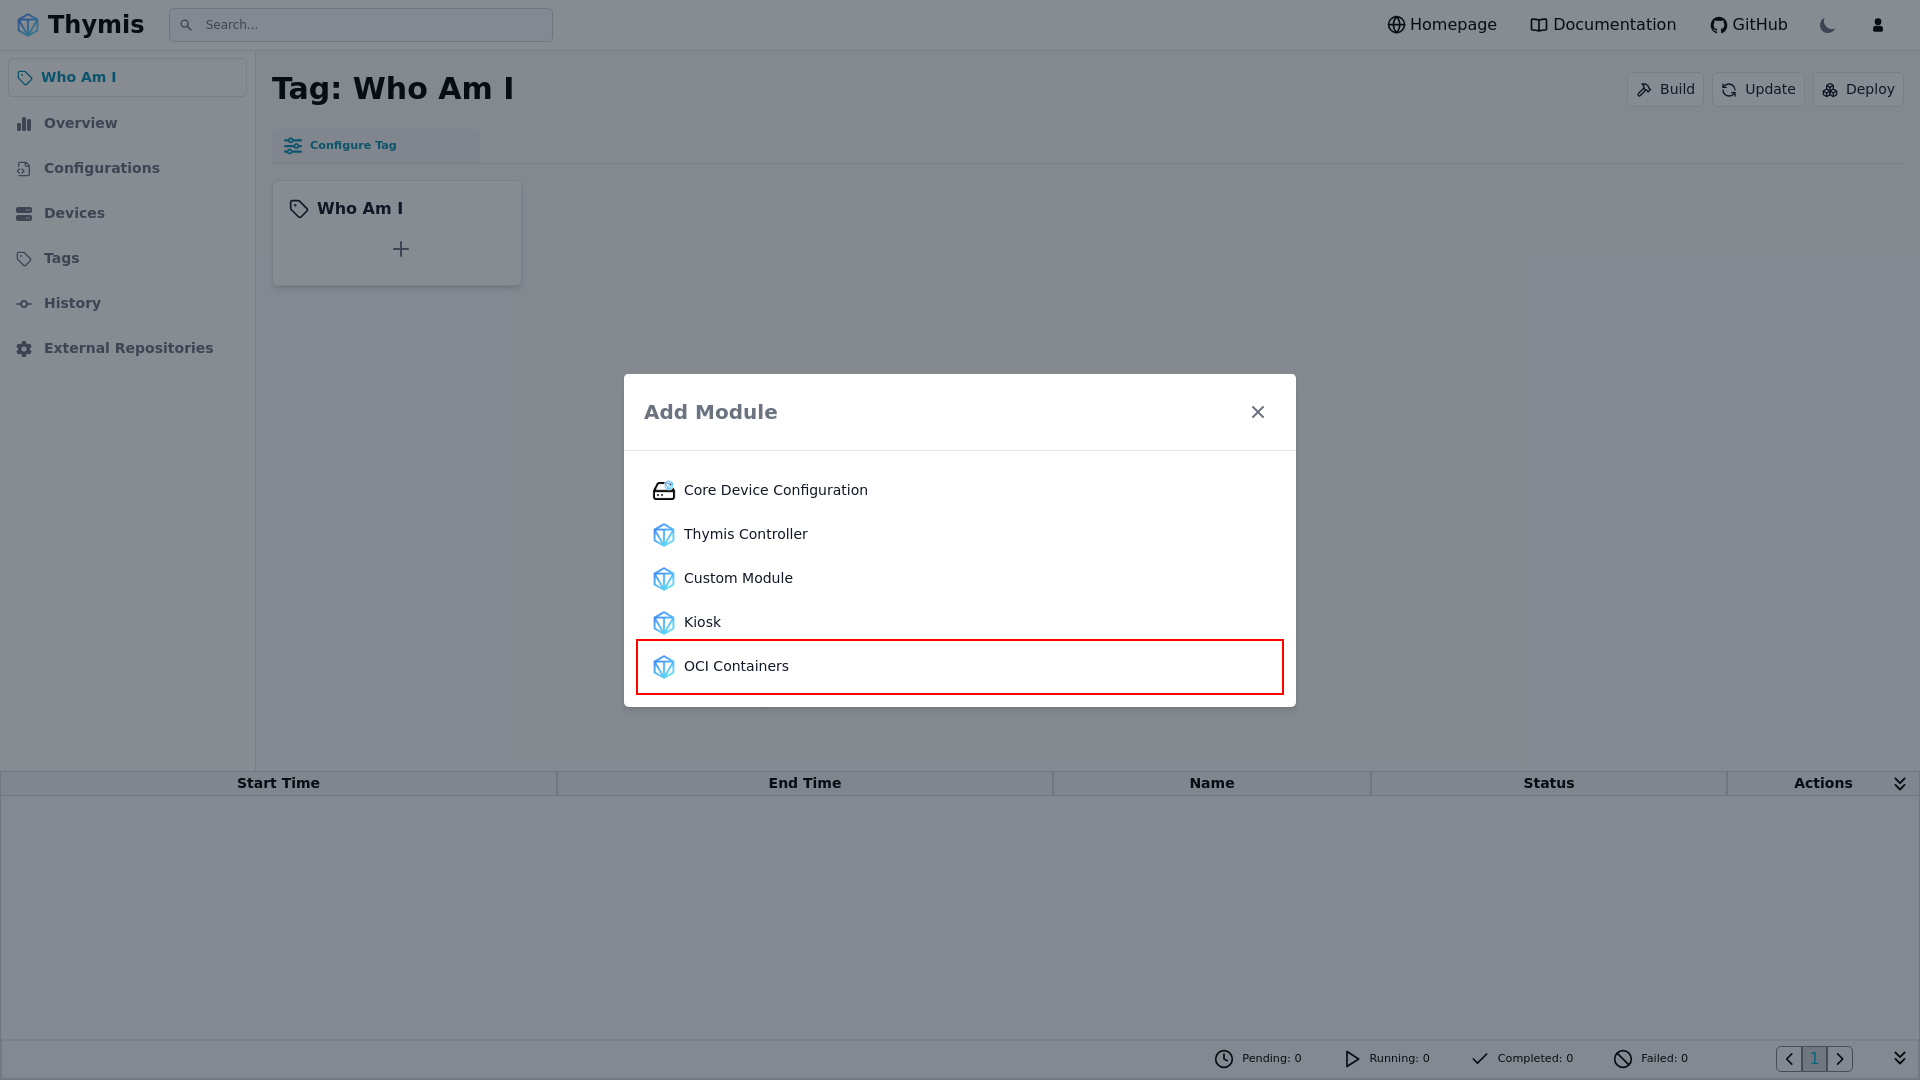 Thymis
Search...
Homepage
Documentation
GitHub
Who Am I
Overview
Configurations
Devices
Tags
History
External Repositories
Tag: Who Am I
Build
Update
Deploy
Configure Tag
Who Am I
Add Module
Core Device Configuration
Thymis Controller
Custom Module
Kiosk
OCI Containers
Start Time End Time Name Status Actions
Pending: 0 Running: 0 Completed: 0 Failed: 0 1